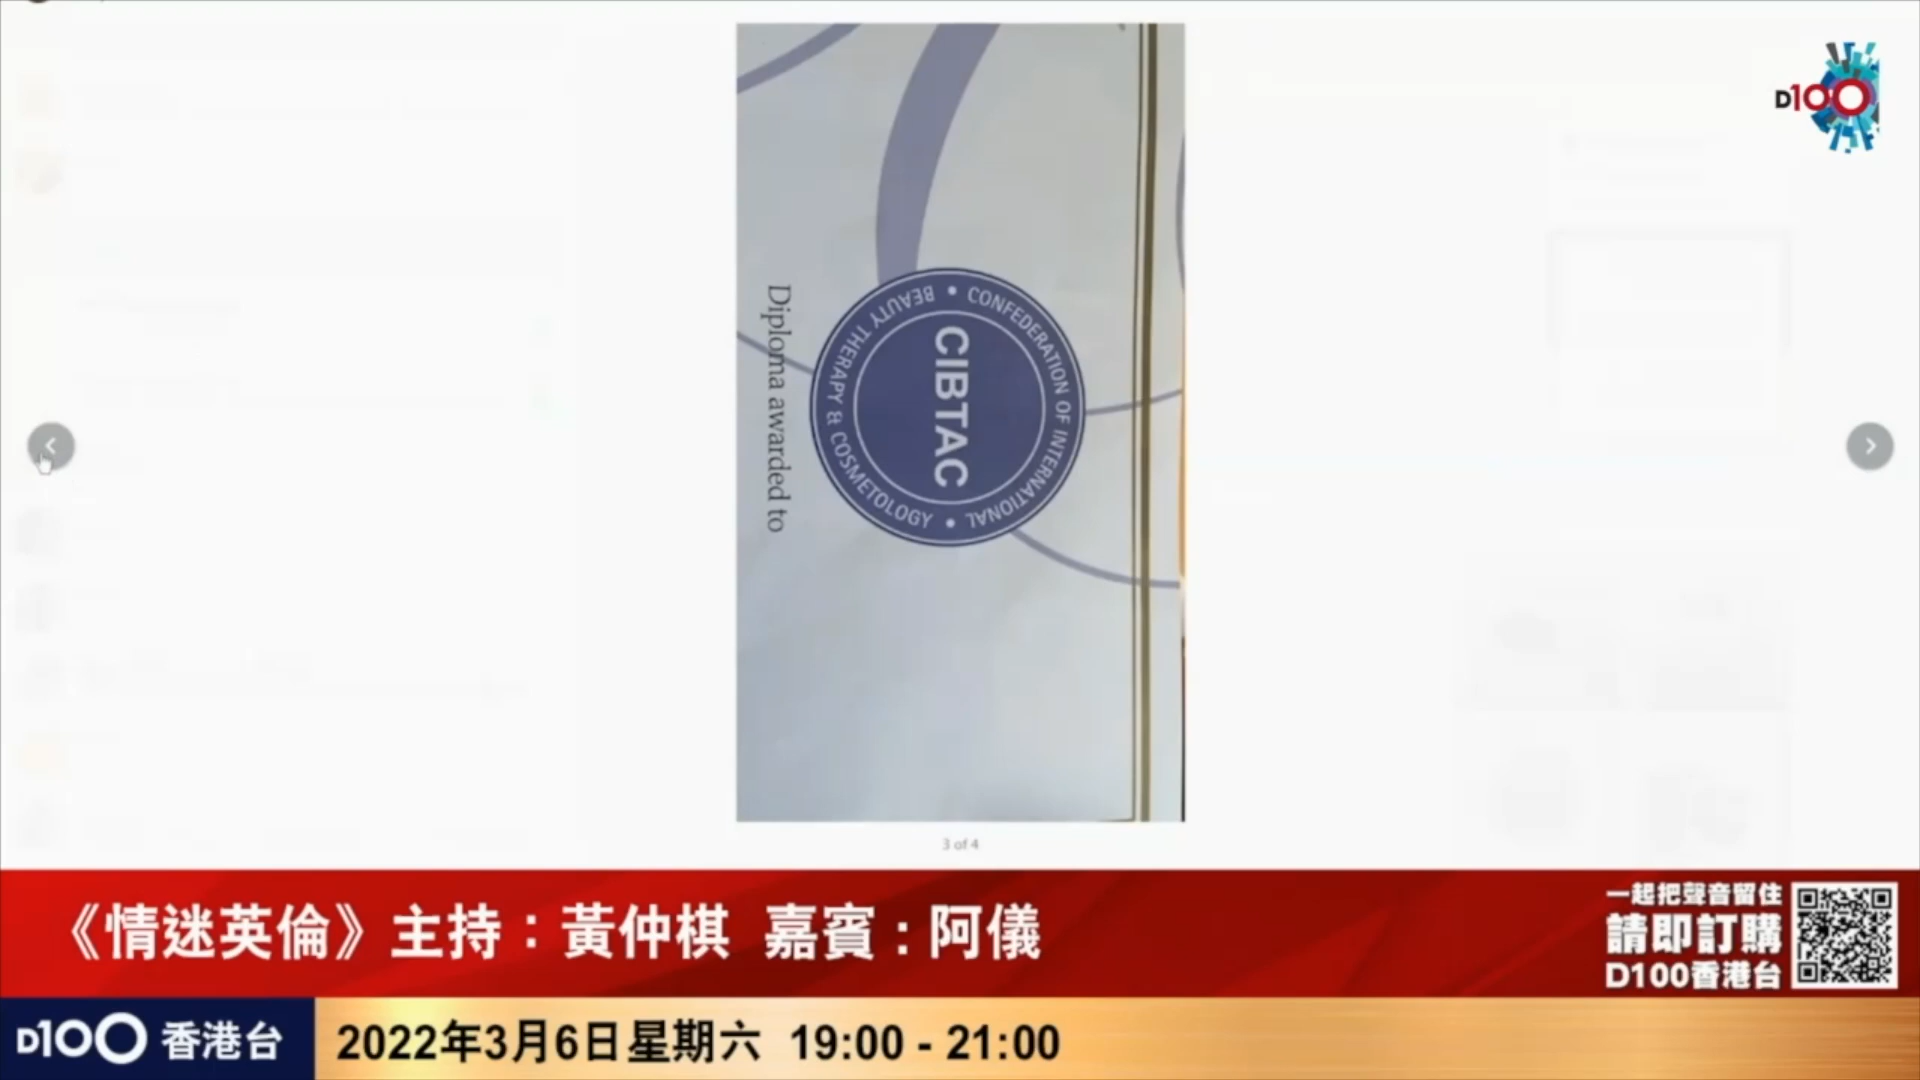 D100
CONFEDERATION OF INTERNATIONAL
BEAUTY THERAPY & COSMETOLOGY
CIBTAC
Diploma awarded to
3 of 4
《情迷英倫》主持：黃仲棋 嘉賓：阿儀
一起把聲音留住
請即訂購
D100香港台
D100 香港台
2022年3月6日星期六 19:00 - 21:00